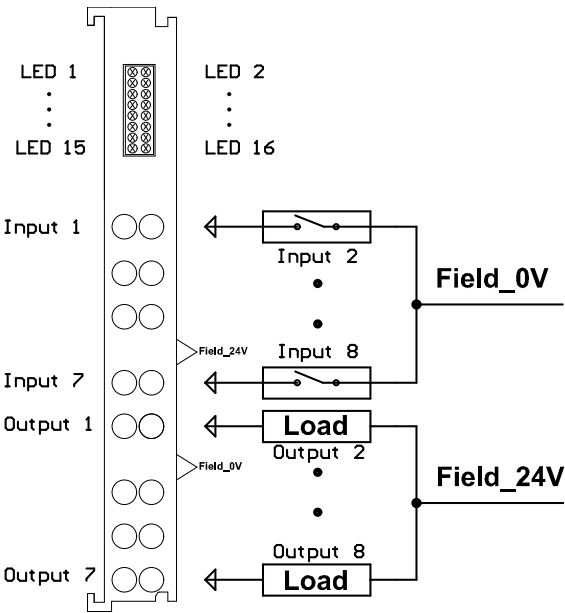 LED 1 LED 2
LED 15 LED 16
Input 1
Input 2
Field_0V
Input 8
Field_24V
Input 7
Output 1
Load
Output 2
Field_0V
Field_24V
Output 8
Output 7
Load